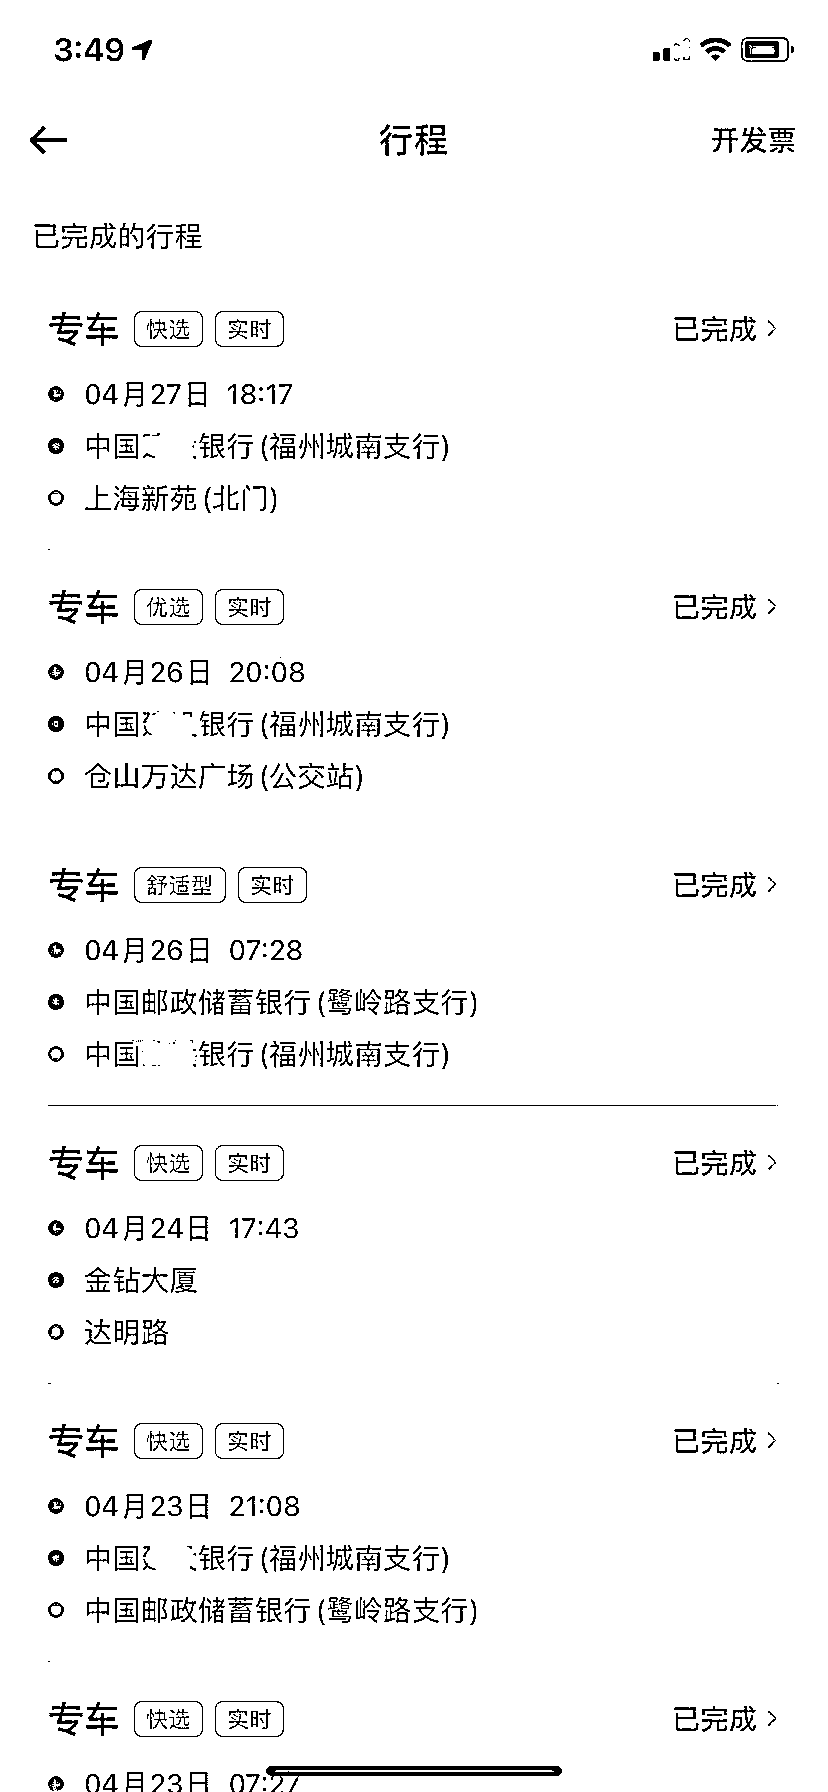 3:49
行程 开发票
已完成的行程
专车 快选 实时 已完成
04月27日 18:17
中国 银行(福州城南支行)
上海新苑(北门)
专车 优选 实时 已完成
04月26日 20:08
中国 银行(福州城南支行)
仓山万达广场(公交站)
专车 舒适型 实时 已完成
04月26日 07:28
中国邮政储蓄银行(鹭岭路支行)
中国 银行(福州城南支行)
专车 快选 实时 已完成
04月24日 17:43
金钻大厦
达明路
专车 快选 实时 已完成
04月23日 21:08
中国 银行(福州城南支行)
中国邮政储蓄银行(鹭岭路支行)
专车 快选 实时 已完成
04月23日 07:27